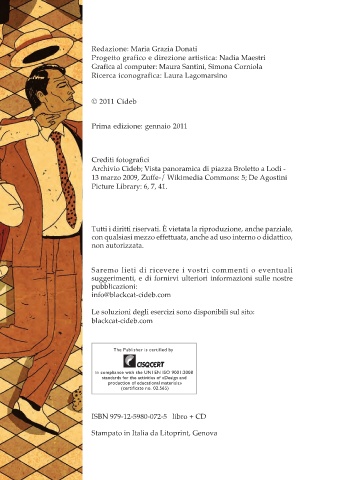 Redazione: Maria Grazia Donati
Progetto grafico e direzione artistica: Nadia Maestri
Grafica al computer: Maura Santini, Simona Corniola
Ricerca iconografica: Laura Lagomarsino
© 2011 Cideb
Prima edizione: gennaio 2011
Crediti fotografici
Archivio Cideb; Vista panoramica di piazza Broletto a Lodi -
13 marzo 2009, Zuffe-/ Wikimedia Commons: 5; De Agostini
Picture Library: 6, 7, 41.
Tutti i diritti riservati. È vietata la riproduzione, anche parziale,
con qualsiasi mezzo effettuata, anche ad uso interno o didattico,
non autorizzata.
Saremo lieti di ricevere i vostri commenti o eventuali
suggerimenti, e di fornirvi ulteriori informazioni sulle nostre
pubblicazioni:
info@blackcat-cideb.com
Le soluzioni degli esercizi sono disponibili sul sito:
blackcat-cideb.com
The Publisher is certified by
CISQCERT
in compliance with the UNI EN ISO 9001:2008
standards for the activities of «Design and
production of educational materials»
(certificate no. 02.565)
ISBN 979-12-5980-072-5 libro + CD
Stampato in Italia da Litoprint, Genova